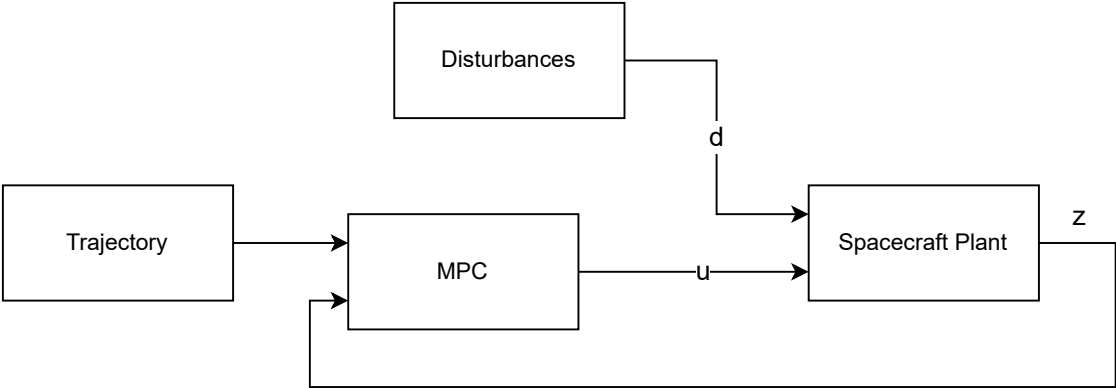 Disturbances
d
Trajectory
MPC
u
Spacecraft Plant
z